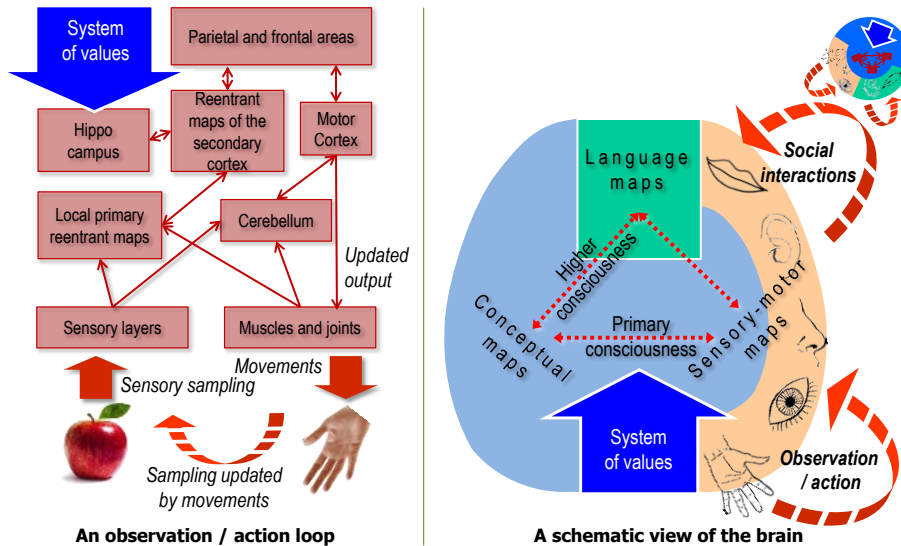 System
of values
Parietal and frontal areas
Hippo
campus
Reentrant
maps of the
secondary
cortex
Motor
Cortex
Local primary
reentrant maps
Cerebellum
Updated
output
Sensory layers
Muscles and joints
Sensory sampling
Movements
Sampling updated
by movements
An observation / action loop
Language
maps
Social
interactions
Higher
consciousness
Conceptual
maps
Primary
consciousness
Sensory-motor
maps
System
of values
Observation
/ action
A schematic view of the brain